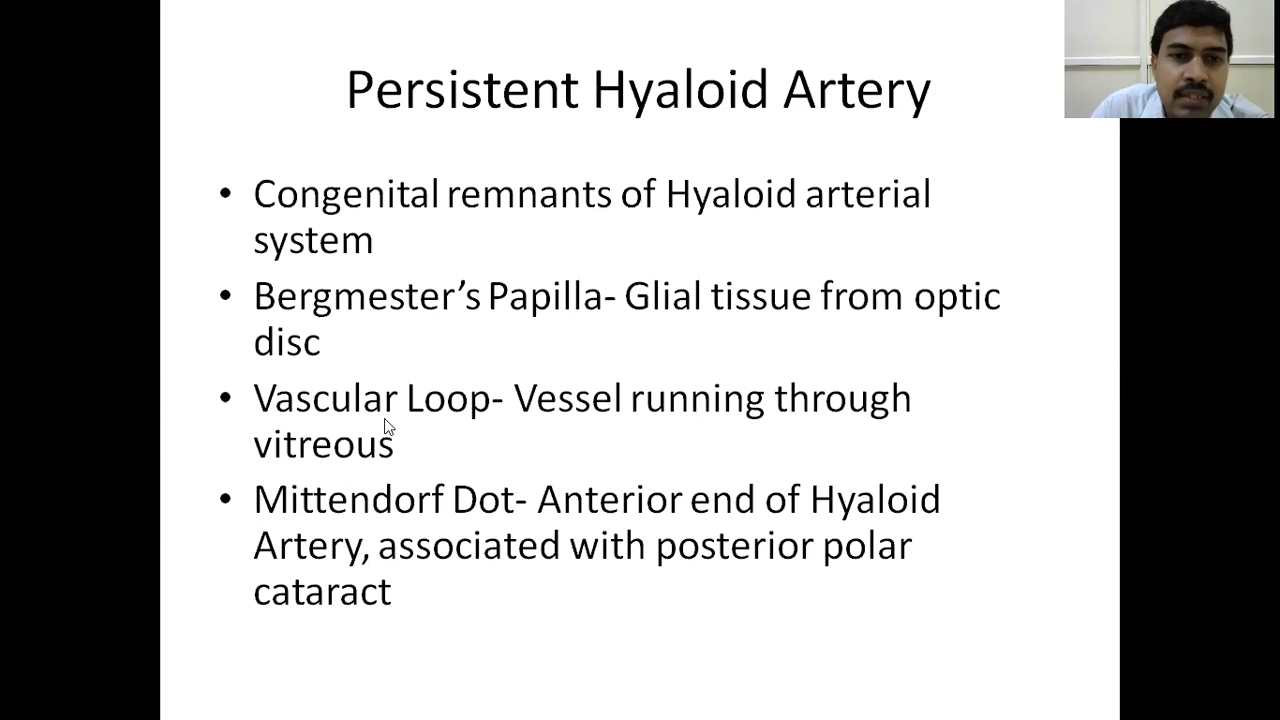 Persistent Hyaloid Artery
• Congenital remnants of Hyaloid arterial
system
• Bergmester’s Papilla- Glial tissue from optic
disc
• Vascular Loop- Vessel running through
vitreous
• Mittendorf Dot- Anterior end of Hyaloid
Artery, associated with posterior polar
cataract